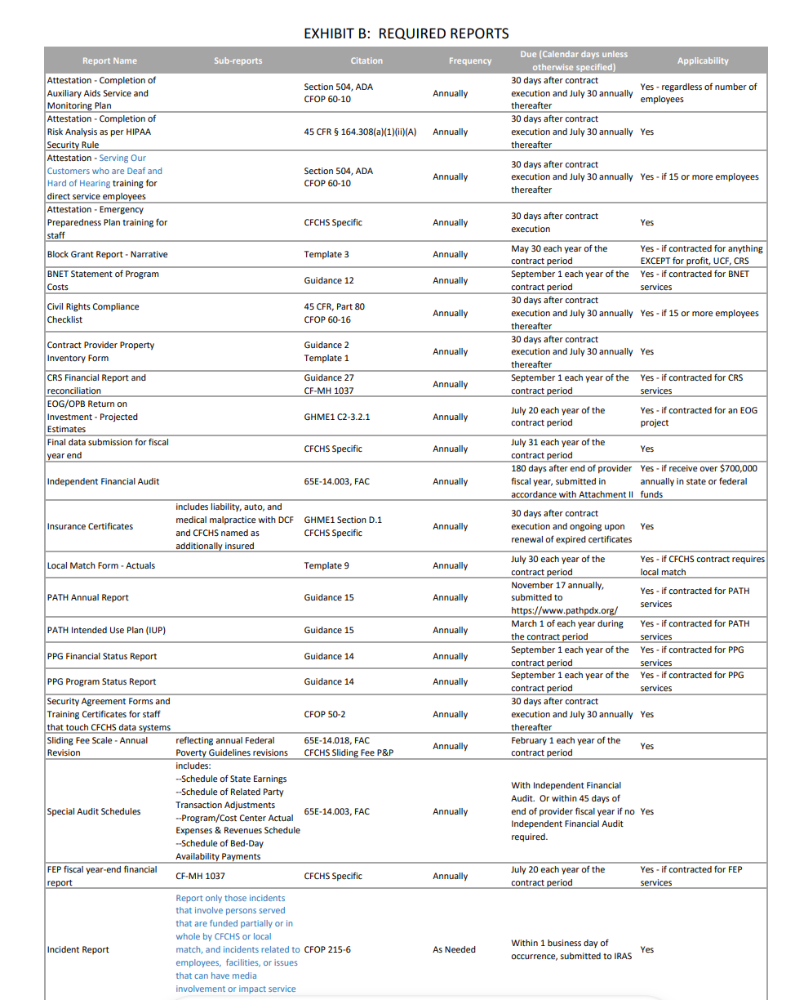 EXHIBIT B: REQUIRED REPORTS
Report Name Sub-reports Citation Frequency Due (Calendar days unless otherwise specified) Applicability
Attestation - Completion of
Auxiliary Aids Service and
Monitoring Plan
Section 504, ADA
CFOP 60-10
Annually
30 days after contract
execution and July 30 annually
thereafter
Yes - regardless of number of
employees
Attestation - Completion of
Risk Analysis as per HIPAA
Security Rule
45 CFR § 164.308(a)(1)(ii)(A)
Annually
30 days after contract
execution and July 30 annually
thereafter
Yes
Attestation - Serving Our
Customers who are Deaf and
Hard of Hearing training for
direct service employees
Section 504, ADA
CFOP 60-10
Annually
30 days after contract
execution and July 30 annually
thereafter
Yes - if 15 or more employees
Attestation - Emergency
Preparedness Plan training for
staff
CFCHS Specific
Annually
30 days after contract
execution
Yes
Block Grant Report - Narrative
Template 3
Annually
May 30 each year of the
contract period
Yes - if contracted for anything
EXCEPT for profit, UCF, CRS
BNET Statement of Program
Costs
Guidance 12
Annually
September 1 each year of the
contract period
Yes - if contracted for BNET
services
Civil Rights Compliance
Checklist
45 CFR, Part 80
CFOP 60-16
Annually
30 days after contract
execution and July 30 annually
thereafter
Yes - if 15 or more employees
Contract Provider Property
Inventory Form
Guidance 2
Template 1
Annually
30 days after contract
execution and July 30 annually
thereafter
Yes
CRS Financial Report and
reconciliation
Guidance 27
CF-MH 1037
Annually
September 1 each year of the
contract period
Yes - if contracted for CRS
services
EOG/OPB Return on
Investment - Projected
Estimates
GHME1 C2-3.2.1
Annually
July 20 each year of the
contract period
Yes - if contracted for an EOG
project
Final data submission for fiscal
year end
CFCHS Specific
Annually
July 31 each year of the
contract period
Yes
Independent Financial Audit
65E-14.003, FAC
Annually
180 days after end of provider
fiscal year, submitted in
accordance with Attachment II
Yes - if receive over $700,000
annually in state or federal
funds
Insurance Certificates
includes liability, auto, and
medical malpractice with DCF
and CFCHS named as
additionally insured
GHME1 Section D.1
CFCHS Specific
Annually
30 days after contract
execution and ongoing upon
renewal of expired certificates
Yes
Local Match Form - Actuals
Template 9
Annually
July 30 each year of the
contract period
Yes - if CFCHS contract requires
local match
PATH Annual Report
Guidance 15
Annually
November 17 annually,
submitted to
https://www.pathpdx.org/
Yes - if contracted for PATH
services
PATH Intended Use Plan (IUP)
Guidance 15
Annually
March 1 of each year during
the contract period
Yes - if contracted for PATH
services
PPG Financial Status Report
Guidance 14
Annually
September 1 each year of the
contract period
Yes - if contracted for PPG
services
PPG Program Status Report
Guidance 14
Annually
September 1 each year of the
contract period
Yes - if contracted for PPG
services
Security Agreement Forms and
Training Certificates for staff
that touch CFCHS data systems
CFOP 50-2
Annually
30 days after contract
execution and July 30 annually
thereafter
Yes
Sliding Fee Scale - Annual
Revision
reflecting annual Federal
Poverty Guidelines revisions
65E-14.018, FAC
CFCHS Sliding Fee P&P
Annually
February 1 each year of the
contract period
Yes
Special Audit Schedules
includes:
--Schedule of State Earnings
--Schedule of Related Party
Transaction Adjustments
--Program/Cost Center Actual
Expenses & Revenues Schedule
--Schedule of Bed-Day
Availability Payments
65E-14.003, FAC
Annually
With Independent Financial
Audit. Or within 45 days of
end of provider fiscal year if no
Independent Financial Audit
required.
Yes
FEP fiscal year-end financial
report
CF-MH 1037
CFCHS Specific
Annually
July 20 each year of the
contract period
Yes - if contracted for FEP
services
Incident Report
Report only those incidents
that involve persons served
that are funded partially or in
whole by CFCHS or local
match, and incidents related to
employees, facilities, or issues
that can have media
involvement or impact service
CFOP 215-6
As Needed
Within 1 business day of
occurrence, submitted to IRAS
Yes